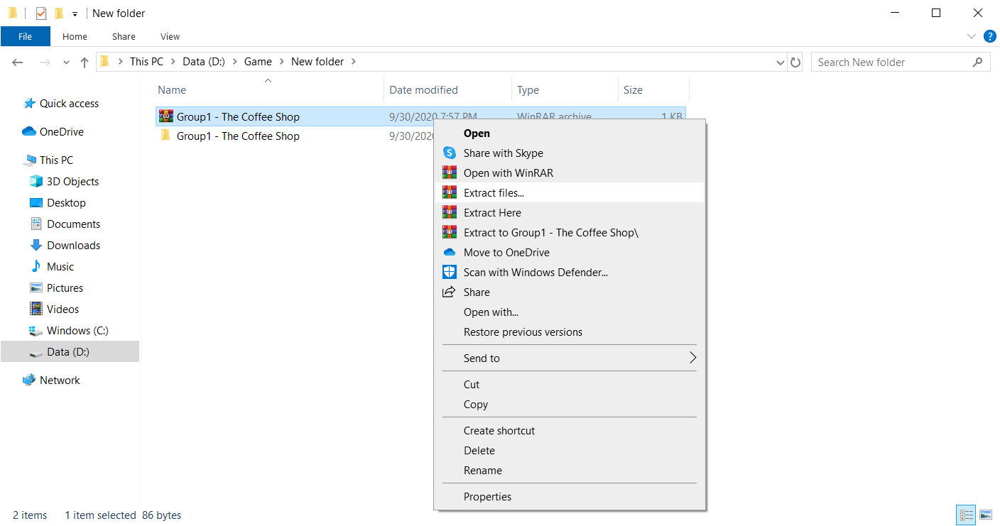 New folder
File Home Share View
This PC Data (D:) Game New folder
Search New folder
Name Date modified Type Size
Quick access
OneDrive
This PC
3D Objects
Desktop
Documents
Downloads
Music
Pictures
Videos
Windows (C:)
Data (D:)
Network
Group1 - The Coffee Shop 9/30/2020 7:57 PM WinRAR archive 1 KB
Group1 - The Coffee Shop 9/30/2020
Open
Share with Skype
Open with WinRAR
Extract files...
Extract Here
Extract to Group1 - The Coffee Shop\
Move to OneDrive
Scan with Windows Defender...
Share
Open with...
Restore previous versions
Send to
Cut
Copy
Create shortcut
Delete
Rename
Properties
2 items 1 item selected 86 bytes